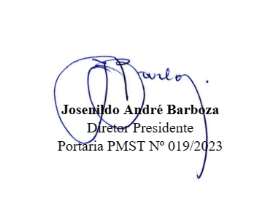 Josenildo André Barboza
Diretor Presidente
Portaria PMST Nº 019/2023